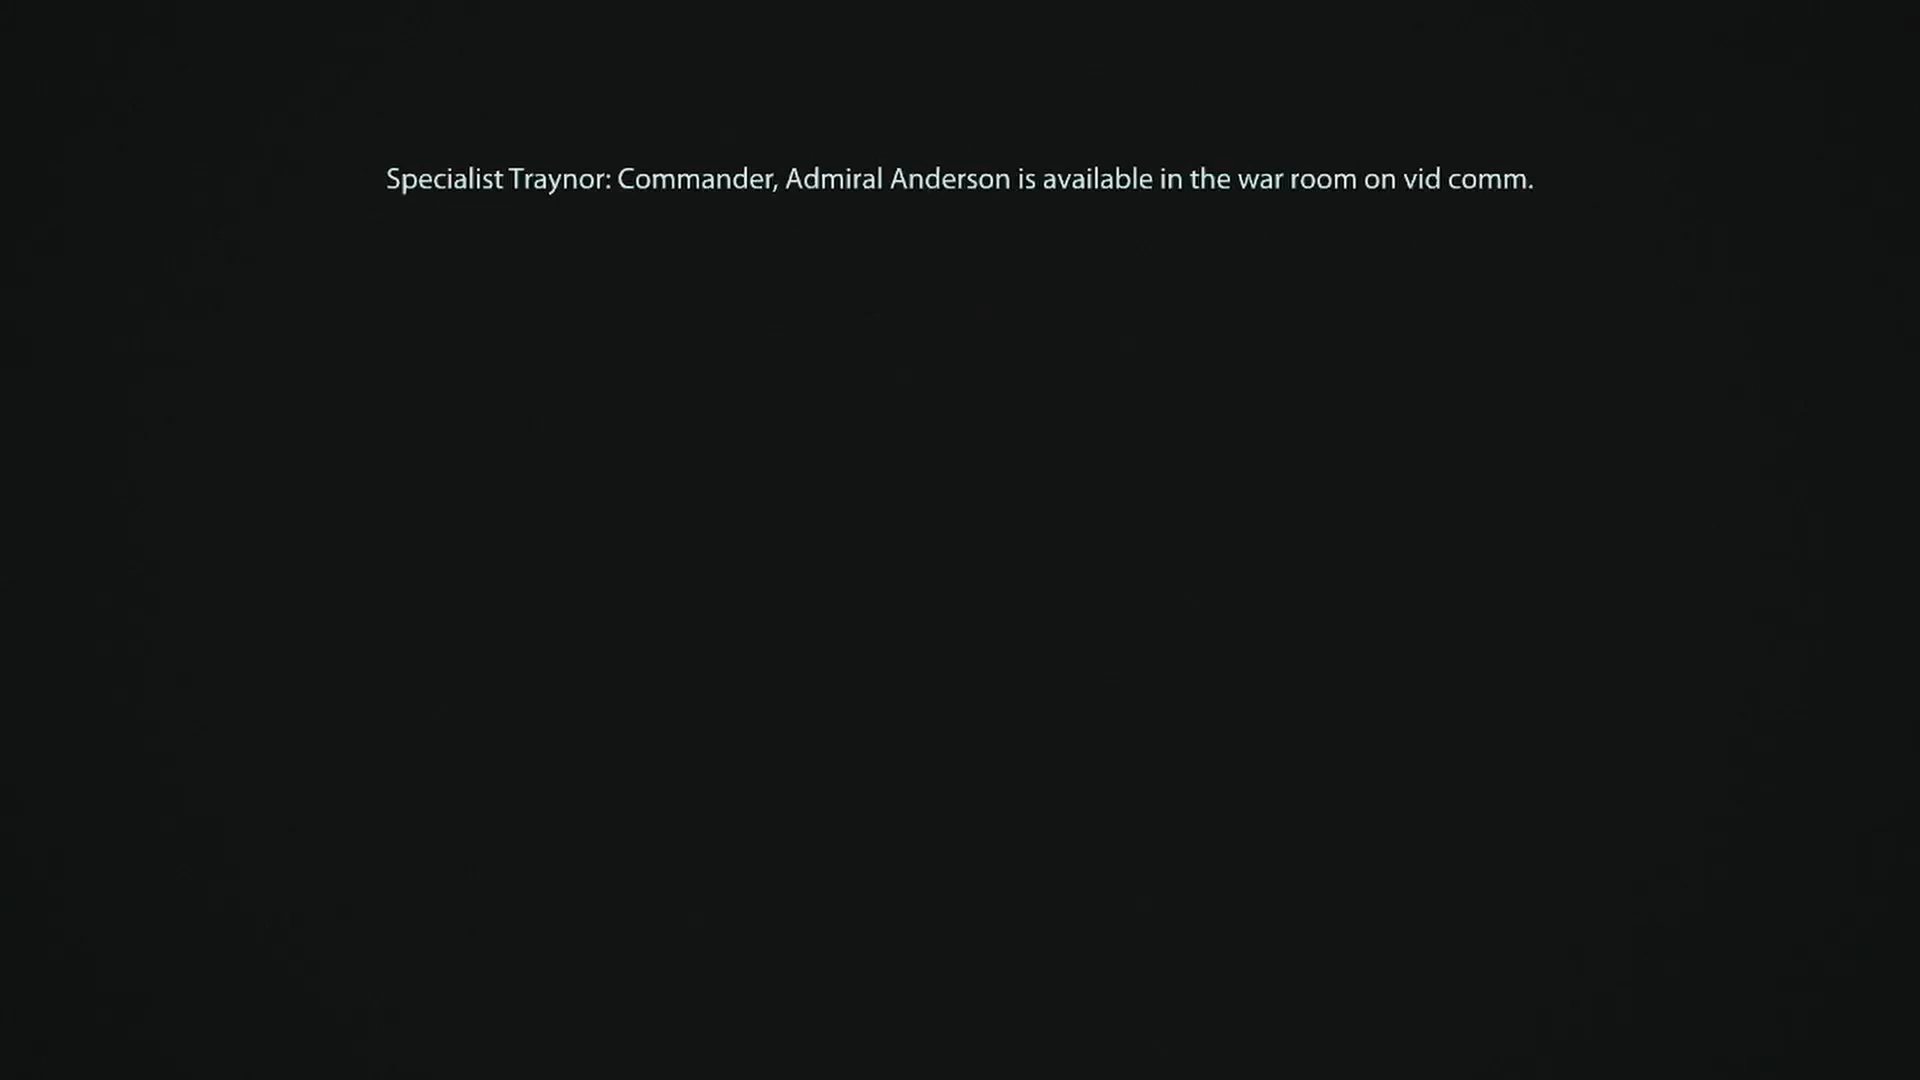 Specialist Traynor: Commander, Admiral Anderson is available in the war room on vid comm.